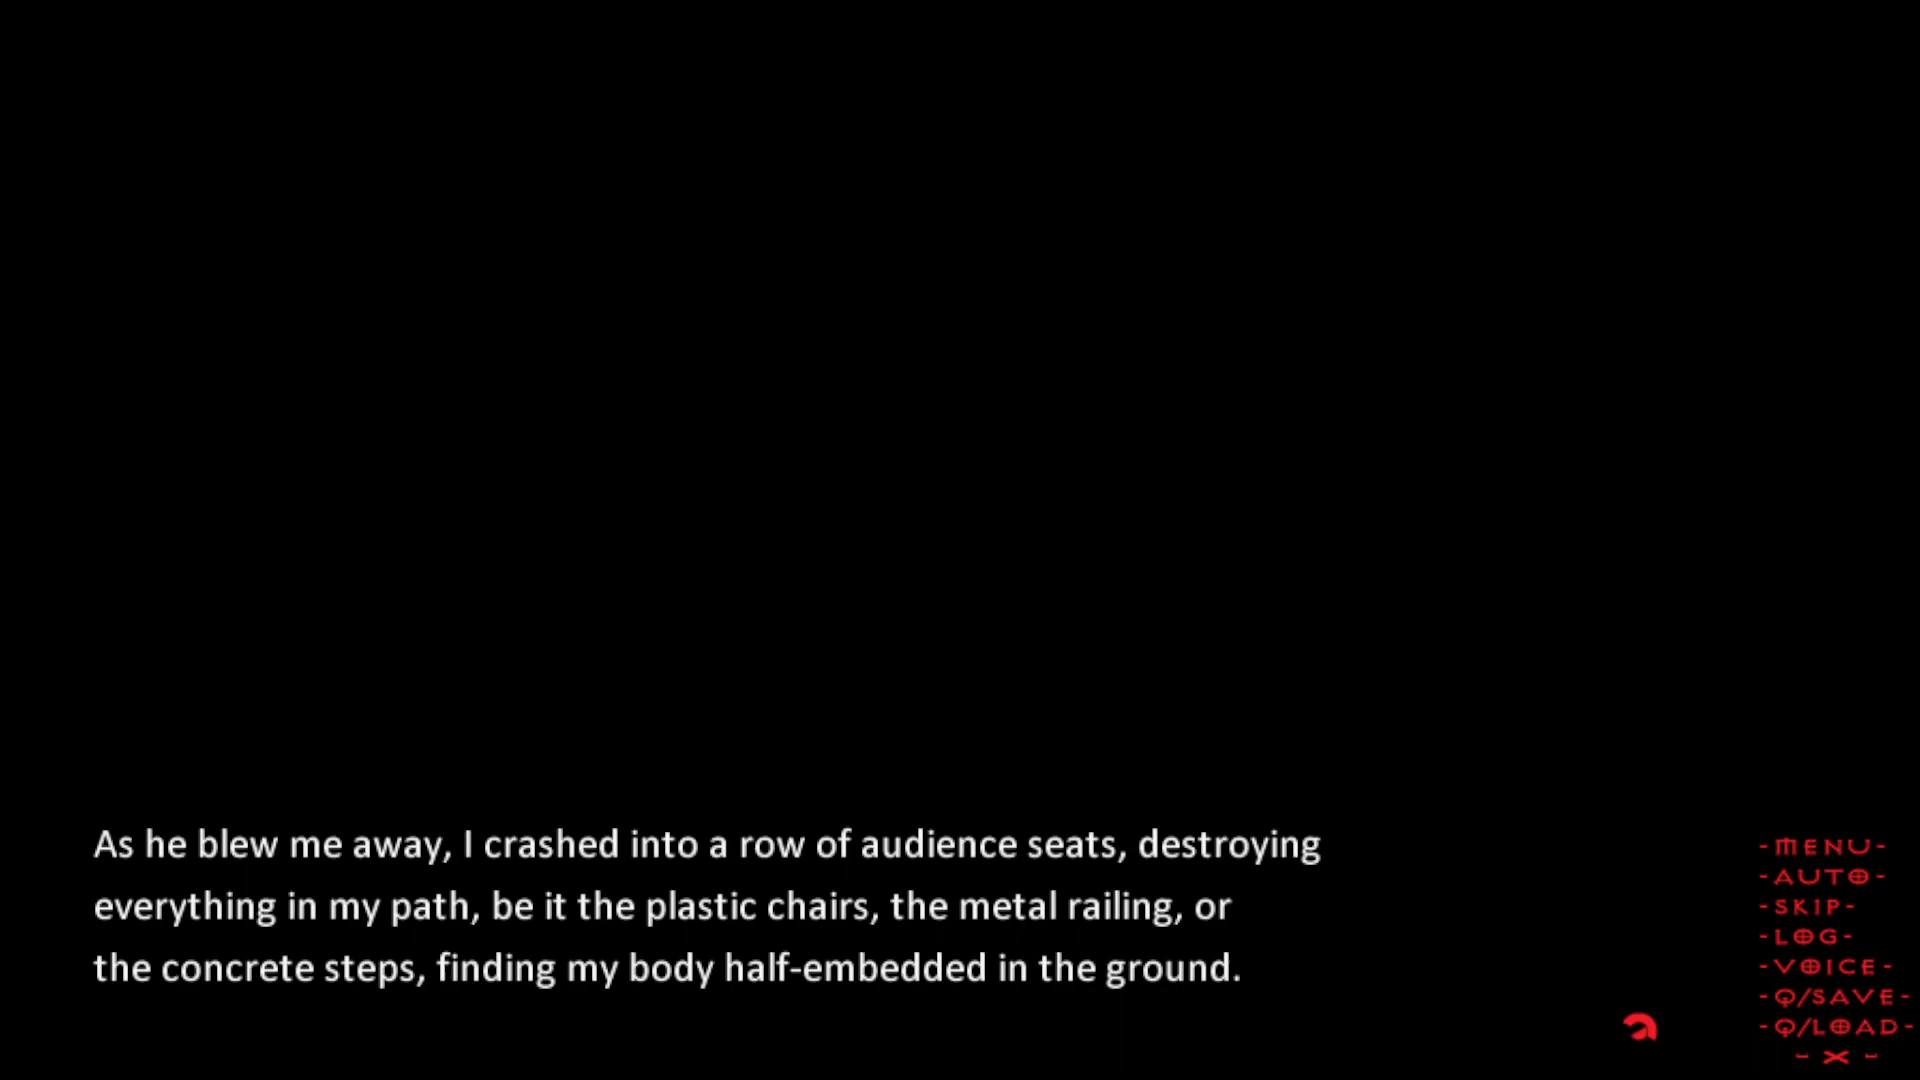 As he blew me away, I crashed into a row of audience seats, destroying
everything in my path, be it the plastic chairs, the metal railing, or
the concrete steps, finding my body half-embedded in the ground.
-MENU-
-AUTO-
-SKIP-
-LOG-
-VOICE-
-Q/SAVE-
-Q/LOAD-
- X -